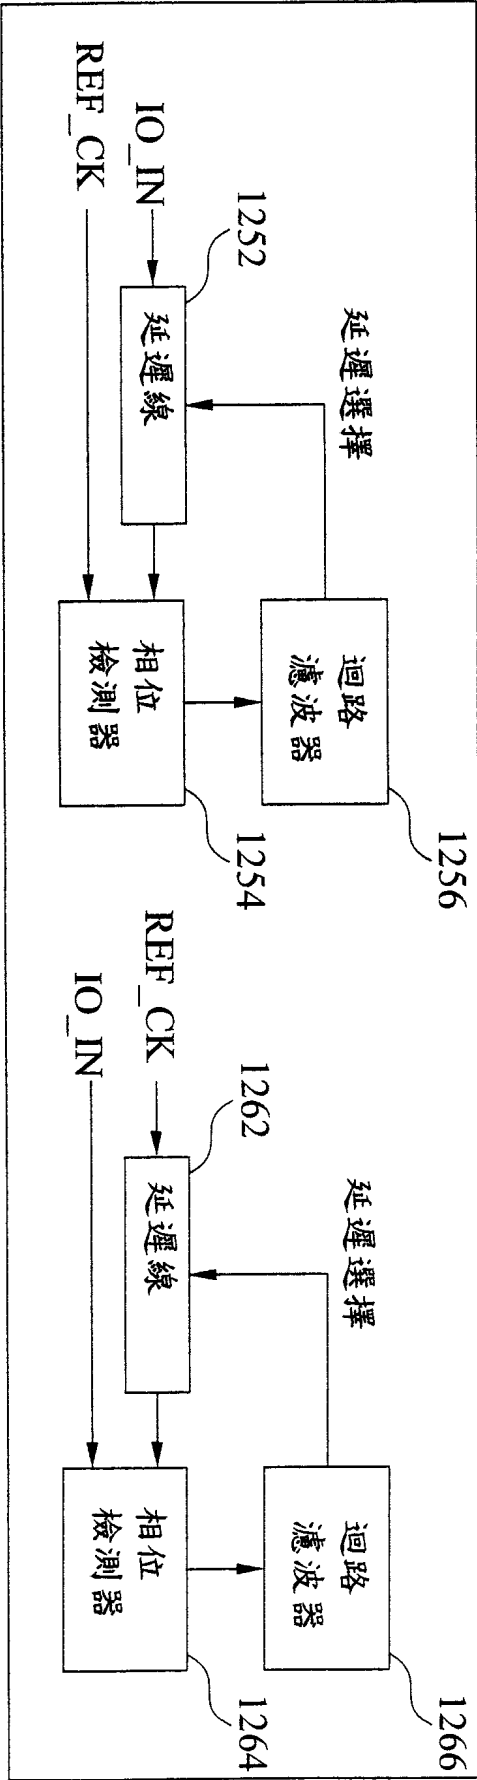 延遲選擇
迴路
濾波器
1256
1252
IO_IN
延遲線
REF_CK
相位
檢測器
1254
延遲選擇
迴路
濾波器
1266
1262
REF_CK
延遲線
IO_IN
相位
檢測器
1264